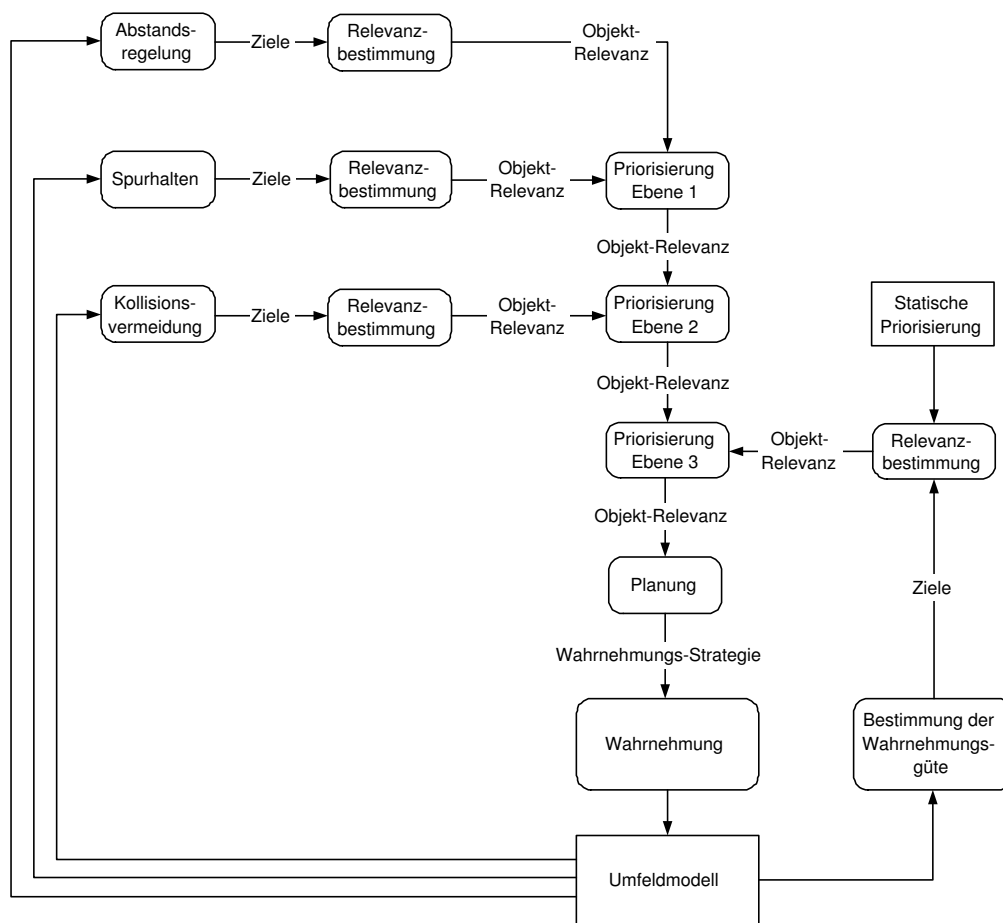 Abstands-
regelung
Ziele
Relevanz-
bestimmung
Objekt-
Relevanz
Spurhalten
Ziele
Relevanz-
bestimmung
Objekt-
Relevanz
Priorisierung
Ebene 1
Objekt-Relevanz
Kollisions-
vermeidung
Ziele
Relevanz-
bestimmung
Objekt-
Relevanz
Priorisierung
Ebene 2
Statische
Priorisierung
Objekt-Relevanz
Priorisierung
Ebene 3
Objekt-
Relevanz
Relevanz-
bestimmung
Objekt-Relevanz
Planung
Ziele
Wahrnehmungs-Strategie
Wahrnehmung
Bestimmung der
Wahrnehmungs-
güte
Umfeldmodell